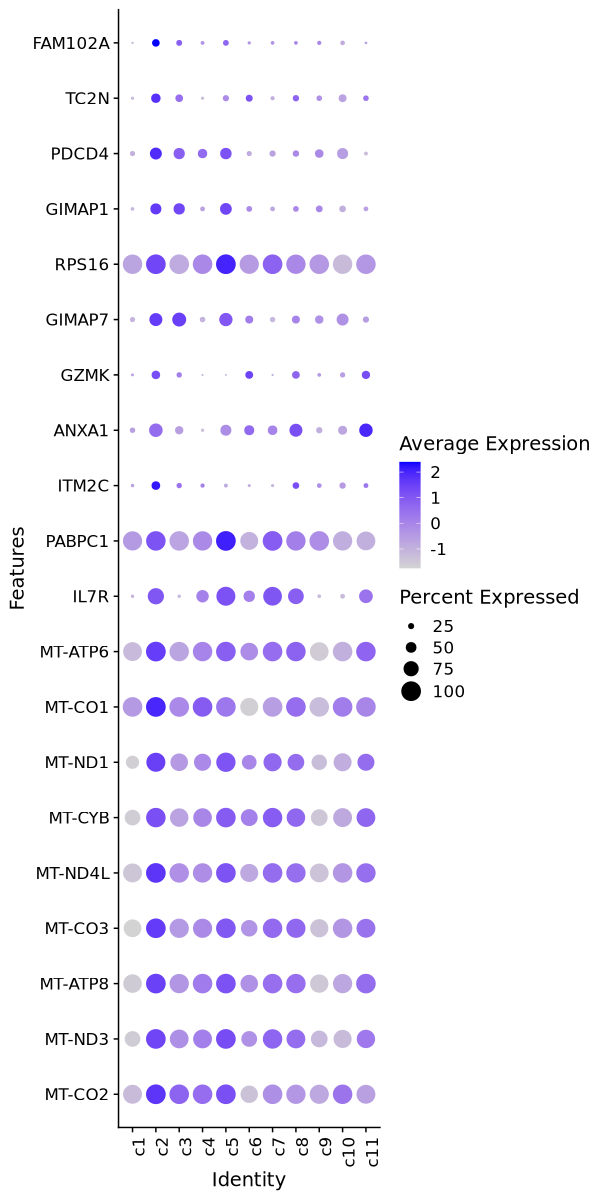 FAM102A
TC2N
PDCD4
GIMAP1
RPS16
GIMAP7
GZMK
ANXA1
ITM2C
PABPC1
IL7R
MT-ATP6
MT-CO1
MT-ND1
MT-CYB
MT-ND4L
MT-CO3
MT-ATP8
MT-ND3
MT-CO2
Features
c1 c2 c3 c4 c5 c6 c7 c8 c9 c10 c11
Identity
Average Expression
2
1
0
-1
Percent Expressed
25
50
75
100